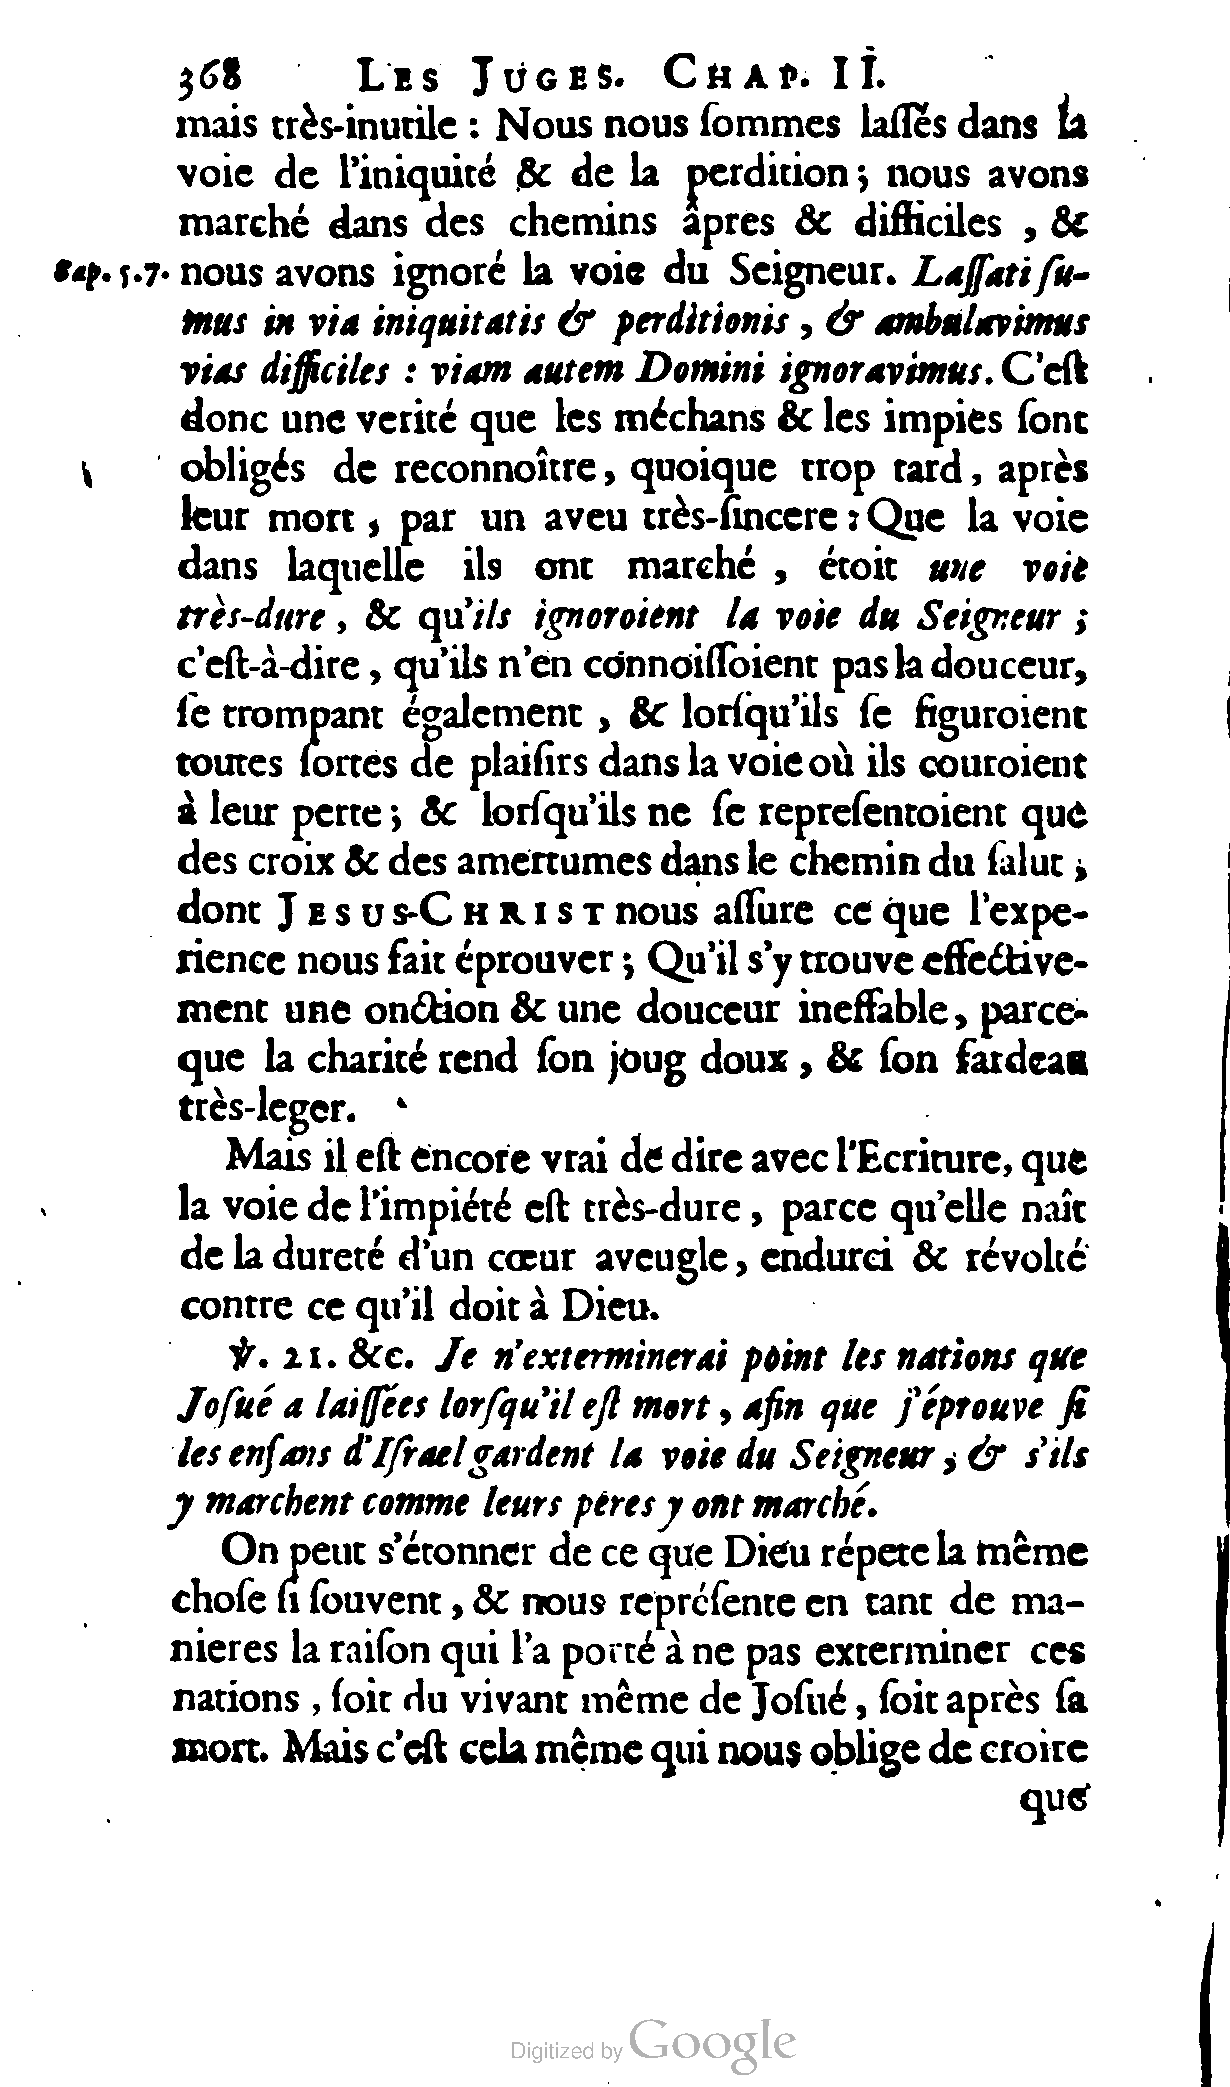 368 LES JUGES. CHAP. II.
mais très-inutile : Nous nous ſommes laſſés dans la
voie de l'iniquité & de la perdition ; nous avons
marché dans des chemins âpres & difficiles , &
Sap. 5.7. nous avons ignoré la voie du Seigneur. Laſſati ſu-
mus in via iniquitatis & perditionis , & ambulavimus
vias difficiles : viam autem Domini ignoravimus. C'eſt
donc une verité que les méchans & les impies ſont
obligés de reconnoître, quoique trop tard, après
leur mort , par un aveu très-ſincere : Que la voie
dans laquelle ils ont marché , étoit une voie
très-dure , & qu'ils ignoroient la voie du Seigneur ;
c'eſt-à-dire , qu'ils n'en connoiſſoient pas la douceur,
ſe trompant également , & lorſqu'ils ſe figuroient
toutes ſortes de plaiſirs dans la voie où ils couroient
à leur perte ; & lorſqu'ils ne ſe repreſentoient que
des croix & des amertumes dans le chemin du ſalut ;
dont JESUS-CHRIST nous aſſure ce que l'expe-
rience nous fait éprouver ; Qu'il s'y trouve effective-
ment une onction & une douceur ineffable, parce-
que la charité rend ſon joug doux , & ſon fardeau
très-leger.
Mais il eſt encore vrai de dire avec l'Ecriture, que
la voie de l'impiété eſt très-dure , parce qu'elle naît
de la dureté d'un cœur aveugle, endurci & révolté
contre ce qu'il doit à Dieu.
℣. 21. &c. Je n'exterminerai point les nations que
Joſué a laiſſées lorſqu'il eſt mort , afin que j'éprouve ſi
les enfans d'Iſrael gardent la voie du Seigneur , & s'ils
y marchent comme leurs peres y ont marché.
On peut s'étonner de ce que Dieu répete la même
choſe ſi ſouvent , & nous repréſente en tant de ma-
nieres la raiſon qui l'a porté à ne pas exterminer ces
nations , ſoit du vivant même de Joſué , ſoit après ſa
mort. Mais c'eſt cela même qui nous oblige de croire
que
Digitized by Google